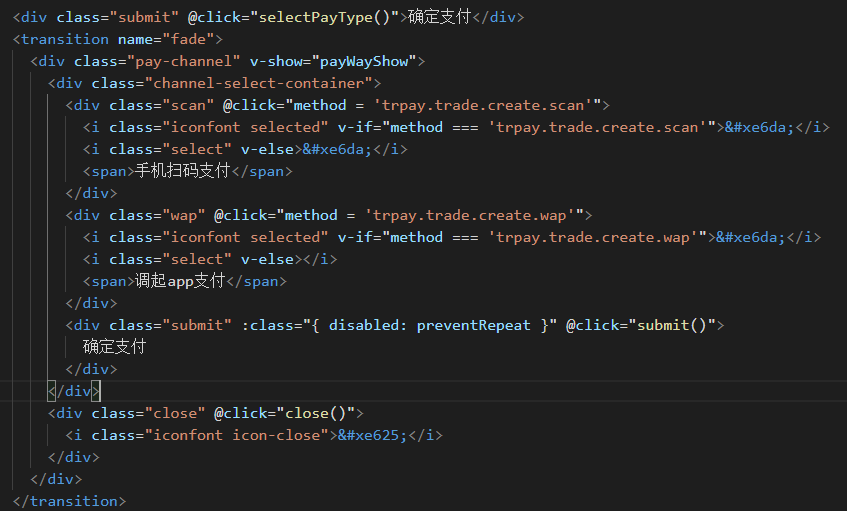 <div class="submit" @click="selectPayType()">确定支付</div>
<transition name="fade">
<div class="pay-channel" v-show="payWayShow">
<div class="channel-select-container">
<div class="scan" @click="method = 'trpay.trade.create.scan'">
<i class="iconfont selected" v-if="method === 'trpay.trade.create.scan'">&#xe6da;</i>
<i class="select" v-else>&#xe6da;</i>
<span>手机扫码支付</span>
</div>
<div class="wap" @click="method = 'trpay.trade.create.wap'">
<i class="iconfont selected" v-if="method === 'trpay.trade.create.wap'">&#xe6da;</i>
<i class="select" v-else></i>
<span>调起app支付</span>
</div>
<div class="submit" :class="{ disabled: preventRepeat }" @click="submit()">
确定支付
</div>
</div>
<div class="close" @click="close()">
<i class="iconfont icon-close">&#xe625;</i>
</div>
</div>
</transition>